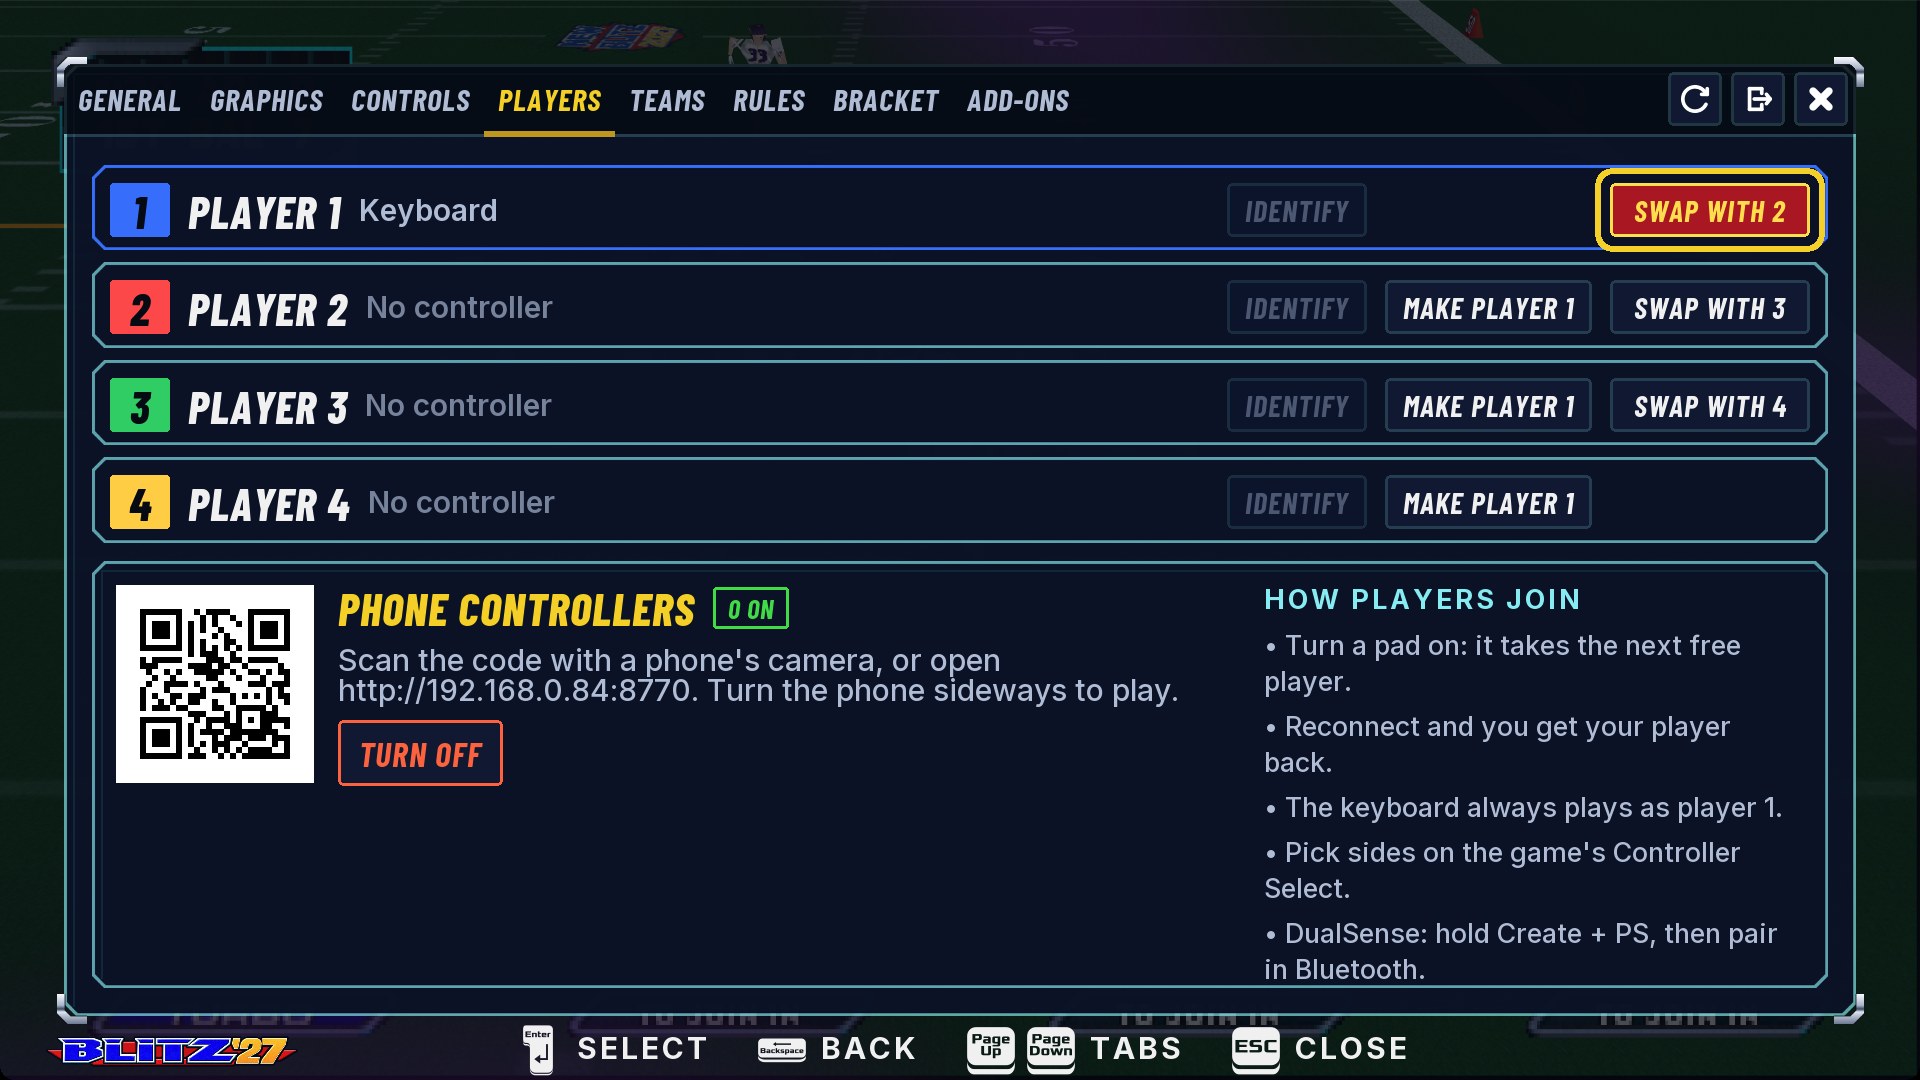 GENERAL GRAPHICS CONTROLS PLAYERS TEAMS RULES BRACKET ADD-ONS
1 PLAYER 1 Keyboard IDENTIFY SWAP WITH 2
2 PLAYER 2 No controller IDENTIFY MAKE PLAYER 1 SWAP WITH 3
3 PLAYER 3 No controller IDENTIFY MAKE PLAYER 1 SWAP WITH 4
4 PLAYER 4 No controller IDENTIFY MAKE PLAYER 1
PHONE CONTROLLERS 0 ON
Scan the code with a phone's camera, or open
http://192.168.0.84:8770. Turn the phone sideways to play.
TURN OFF
HOW PLAYERS JOIN
• Turn a pad on: it takes the next free
player.
• Reconnect and you get your player
back.
• The keyboard always plays as player 1.
• Pick sides on the game's Controller
Select.
• DualSense: hold Create + PS, then pair
in Bluetooth.
BLITZ'27 Enter SELECT Backspace BACK Page Up Page Down TABS ESC CLOSE
33